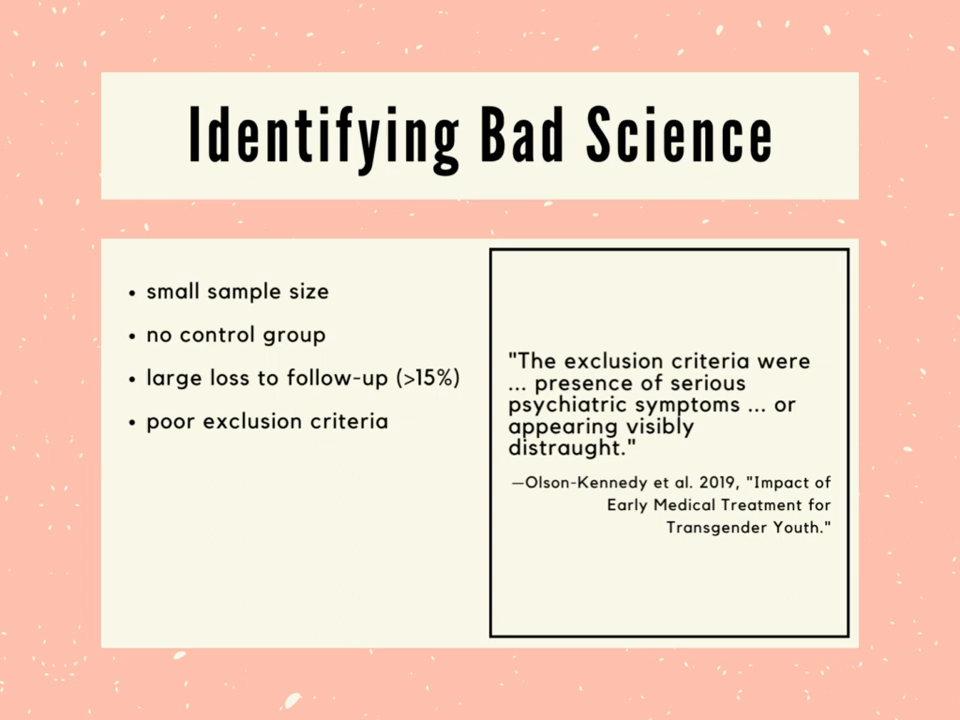 Identifying Bad Science
• small sample size
• no control group
• large loss to follow-up (>15%)
• poor exclusion criteria
"The exclusion criteria were
... presence of serious
psychiatric symptoms ... or
appearing visibly
distraught."
—Olson-Kennedy et al. 2019, "Impact of
Early Medical Treatment for
Transgender Youth."